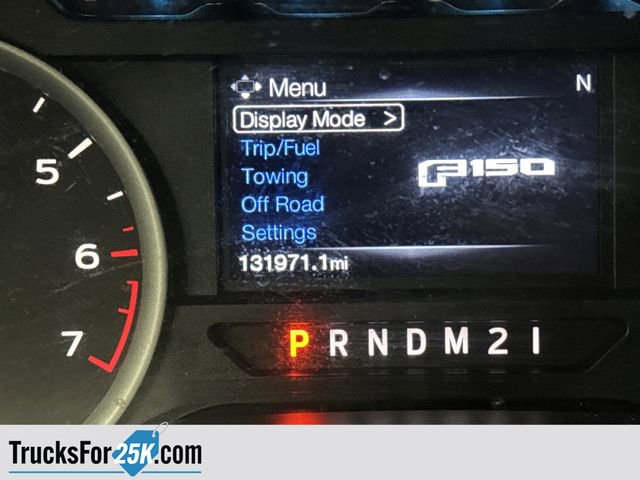 Menu
N
Display Mode >
Trip/Fuel
Towing
F150
Off Road
Settings
131971.1mi
5
6
7
P R N D M 2 1
TrucksFor25K.com